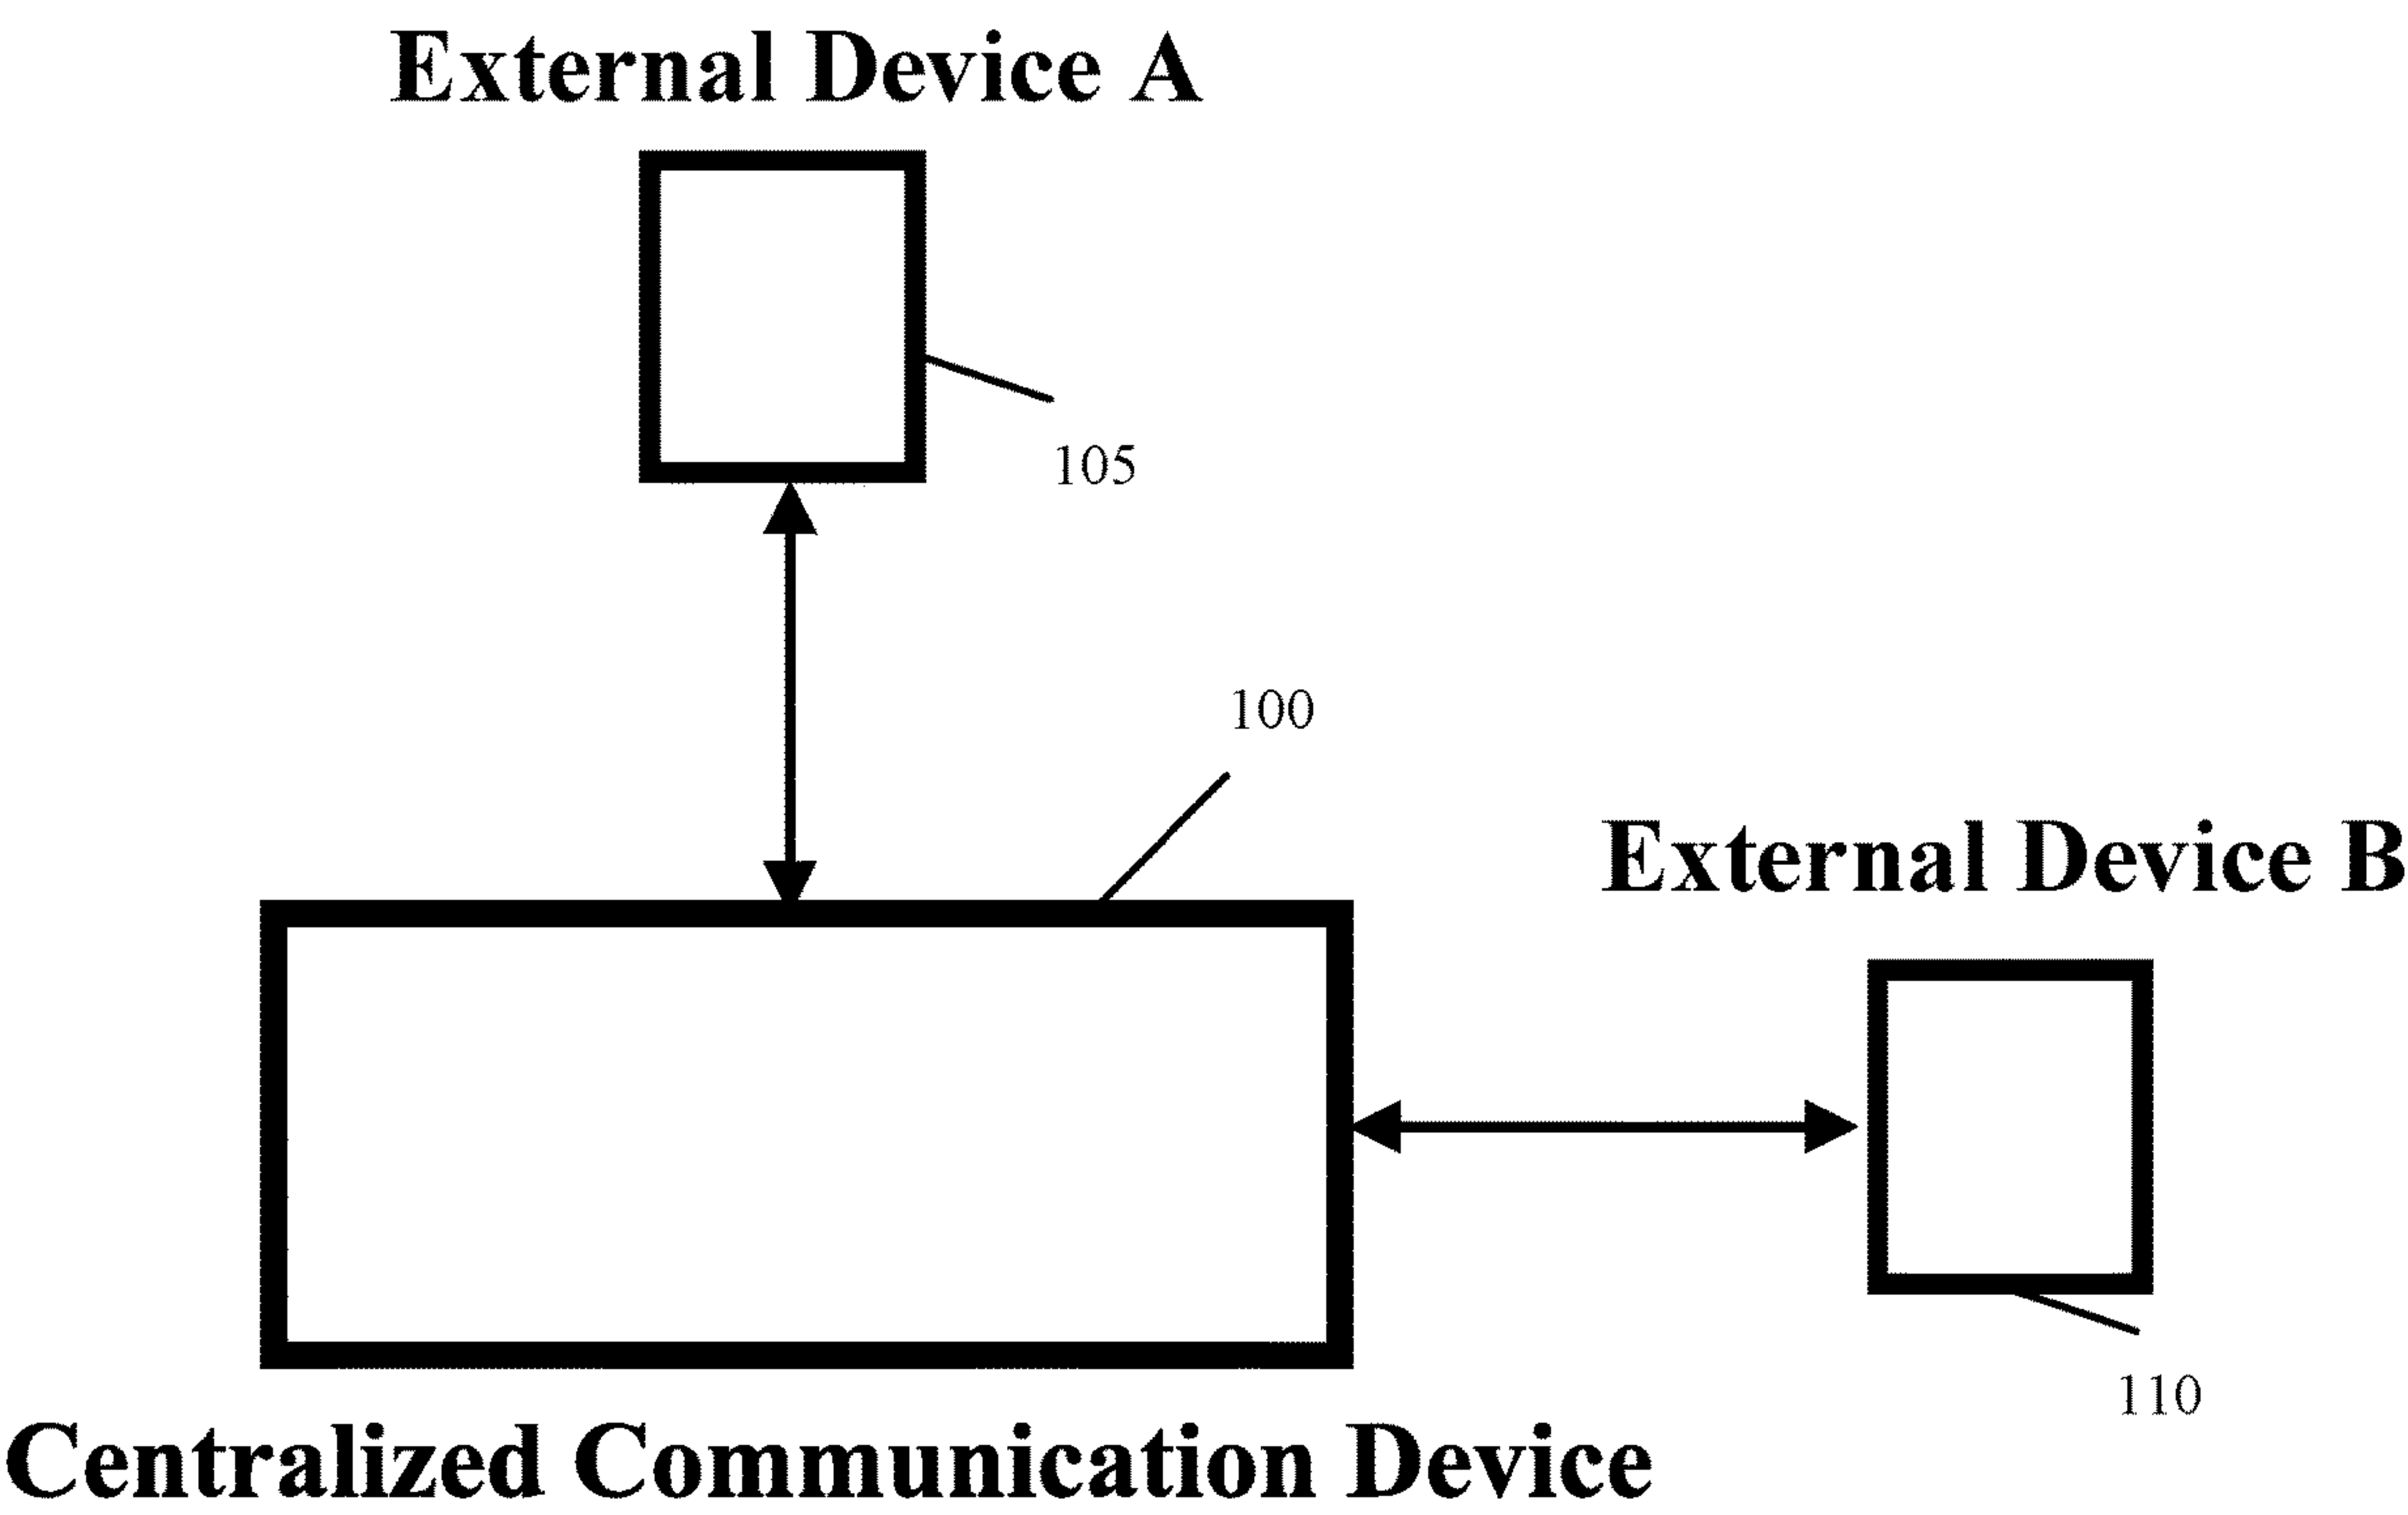 External Device A
105
100
External Device B
110
Centralized Communication Device